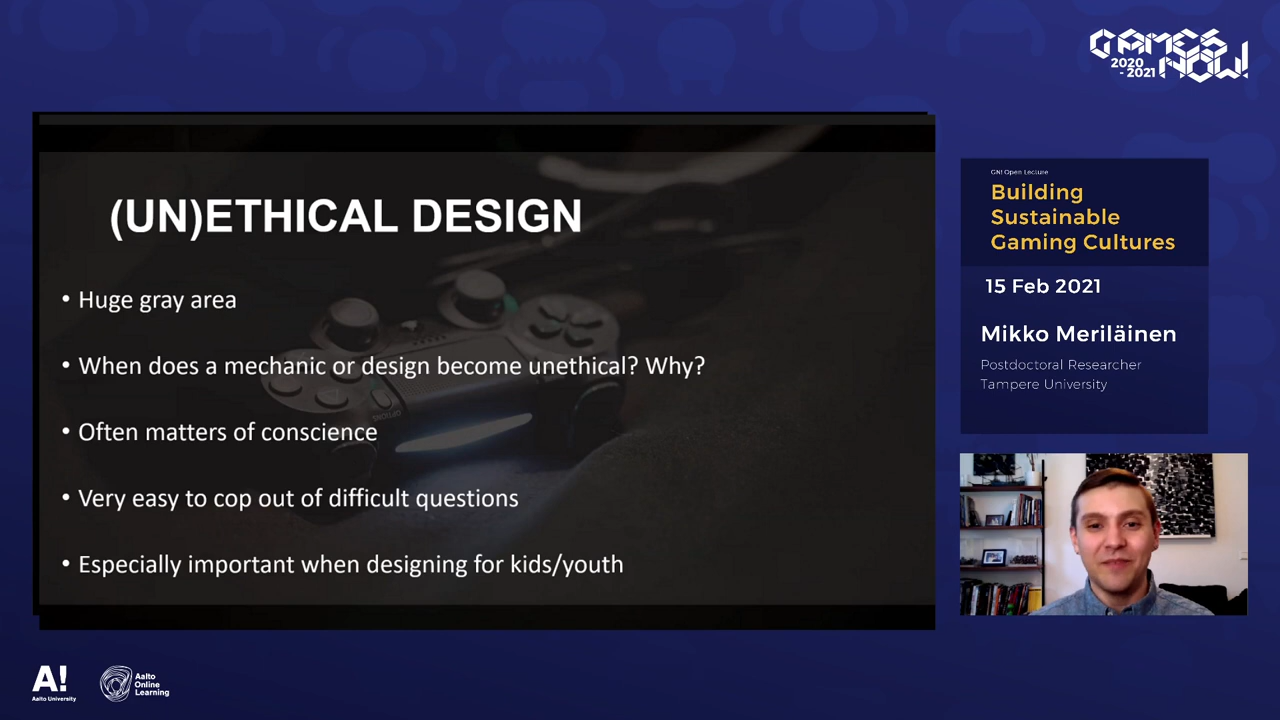 GAMES
2020
- 2021 NOW!
(UN)ETHICAL DESIGN
• Huge gray area
• When does a mechanic or design become unethical? Why?
• Often matters of conscience
• Very easy to cop out of difficult questions
• Especially important when designing for kids/youth
OPTIONS
GN! Open Lecture
Building
Sustainable
Gaming Cultures
15 Feb 2021
Mikko Meriläinen
Postdoctoral Researcher
Tampere University
A!
Aalto University
Aalto
Online
Learning